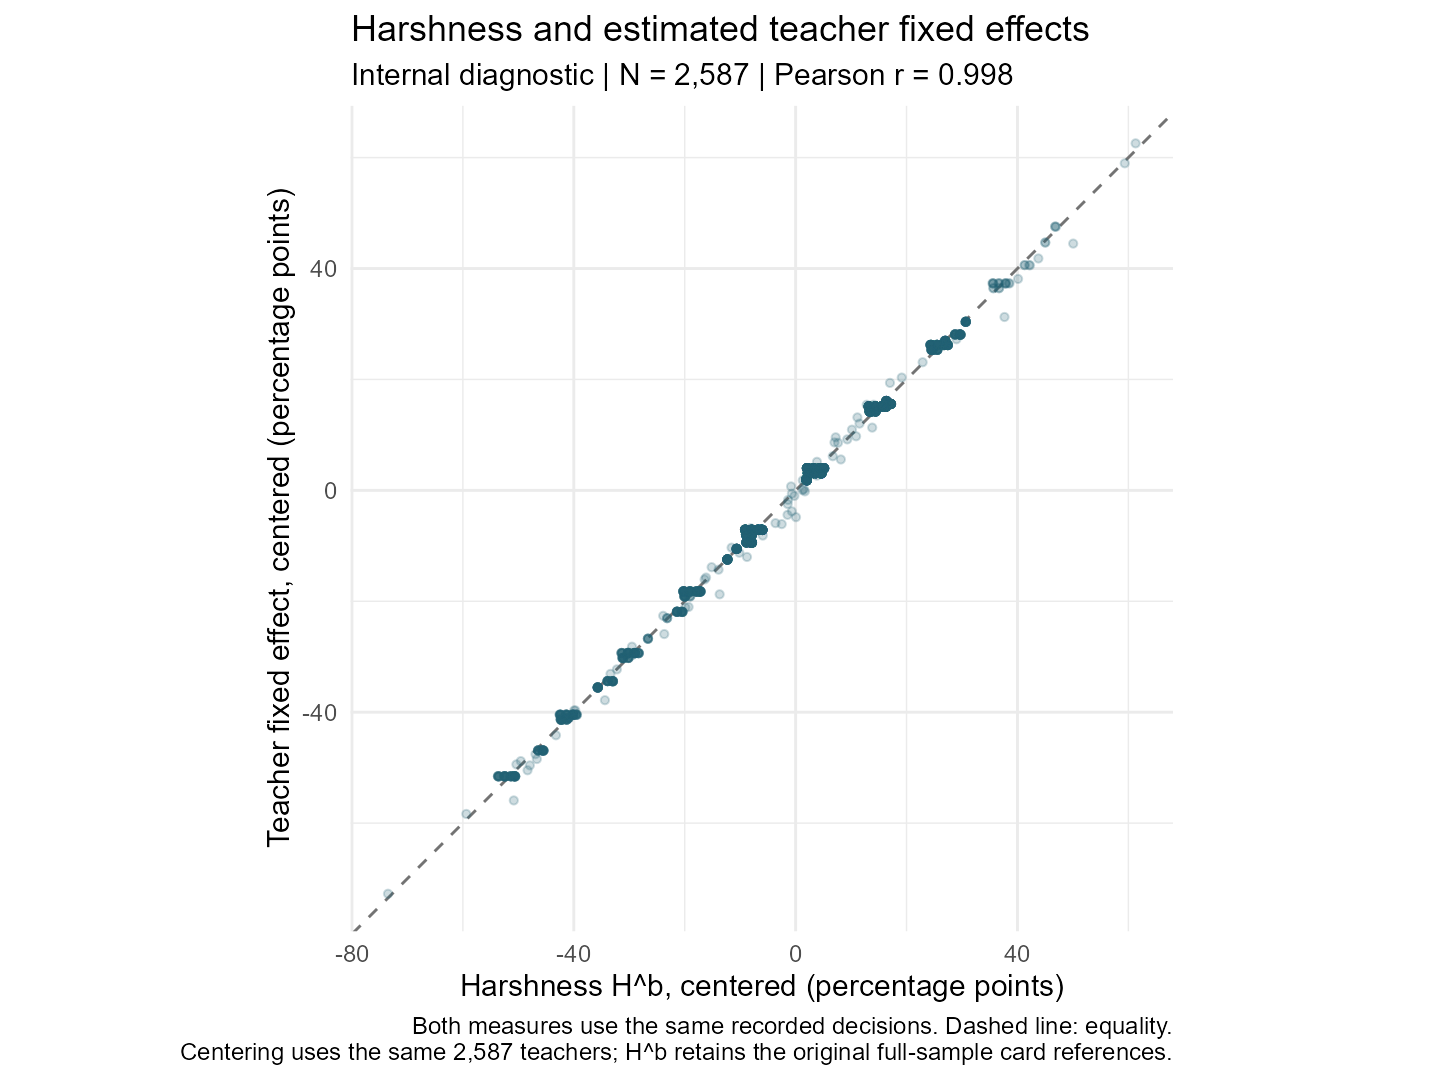 Harshness and estimated teacher fixed effects
Internal diagnostic | N = 2,587 | Pearson r = 0.998
Teacher fixed effect, centered (percentage points)
40
0
-40
-80
-40
0
40
Harshness H^b, centered (percentage points)
Both measures use the same recorded decisions. Dashed line: equality.
Centering uses the same 2,587 teachers; H^b retains the original full-sample card references.